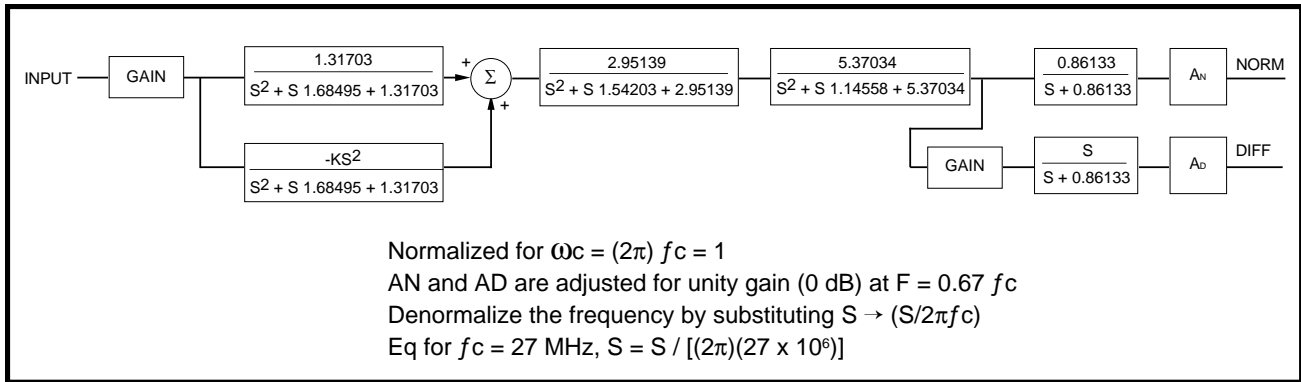 INPUT
GAIN
1.31703
S² + S 1.68495 + 1.31703
+
Σ
+
-KS²
S² + S 1.68495 + 1.31703
2.95139
S² + S 1.54203 + 2.95139
5.37034
S² + S 1.14558 + 5.37034
0.86133
S + 0.86133
AN
NORM
GAIN
S
S + 0.86133
AD
DIFF
Normalized for ωc = (2π) ƒc = 1
AN and AD are adjusted for unity gain (0 dB) at F = 0.67 ƒc
Denormalize the frequency by substituting S → (S/2πƒc)
Eq for ƒc = 27 MHz, S = S / [(2π)(27 x 10⁶)]